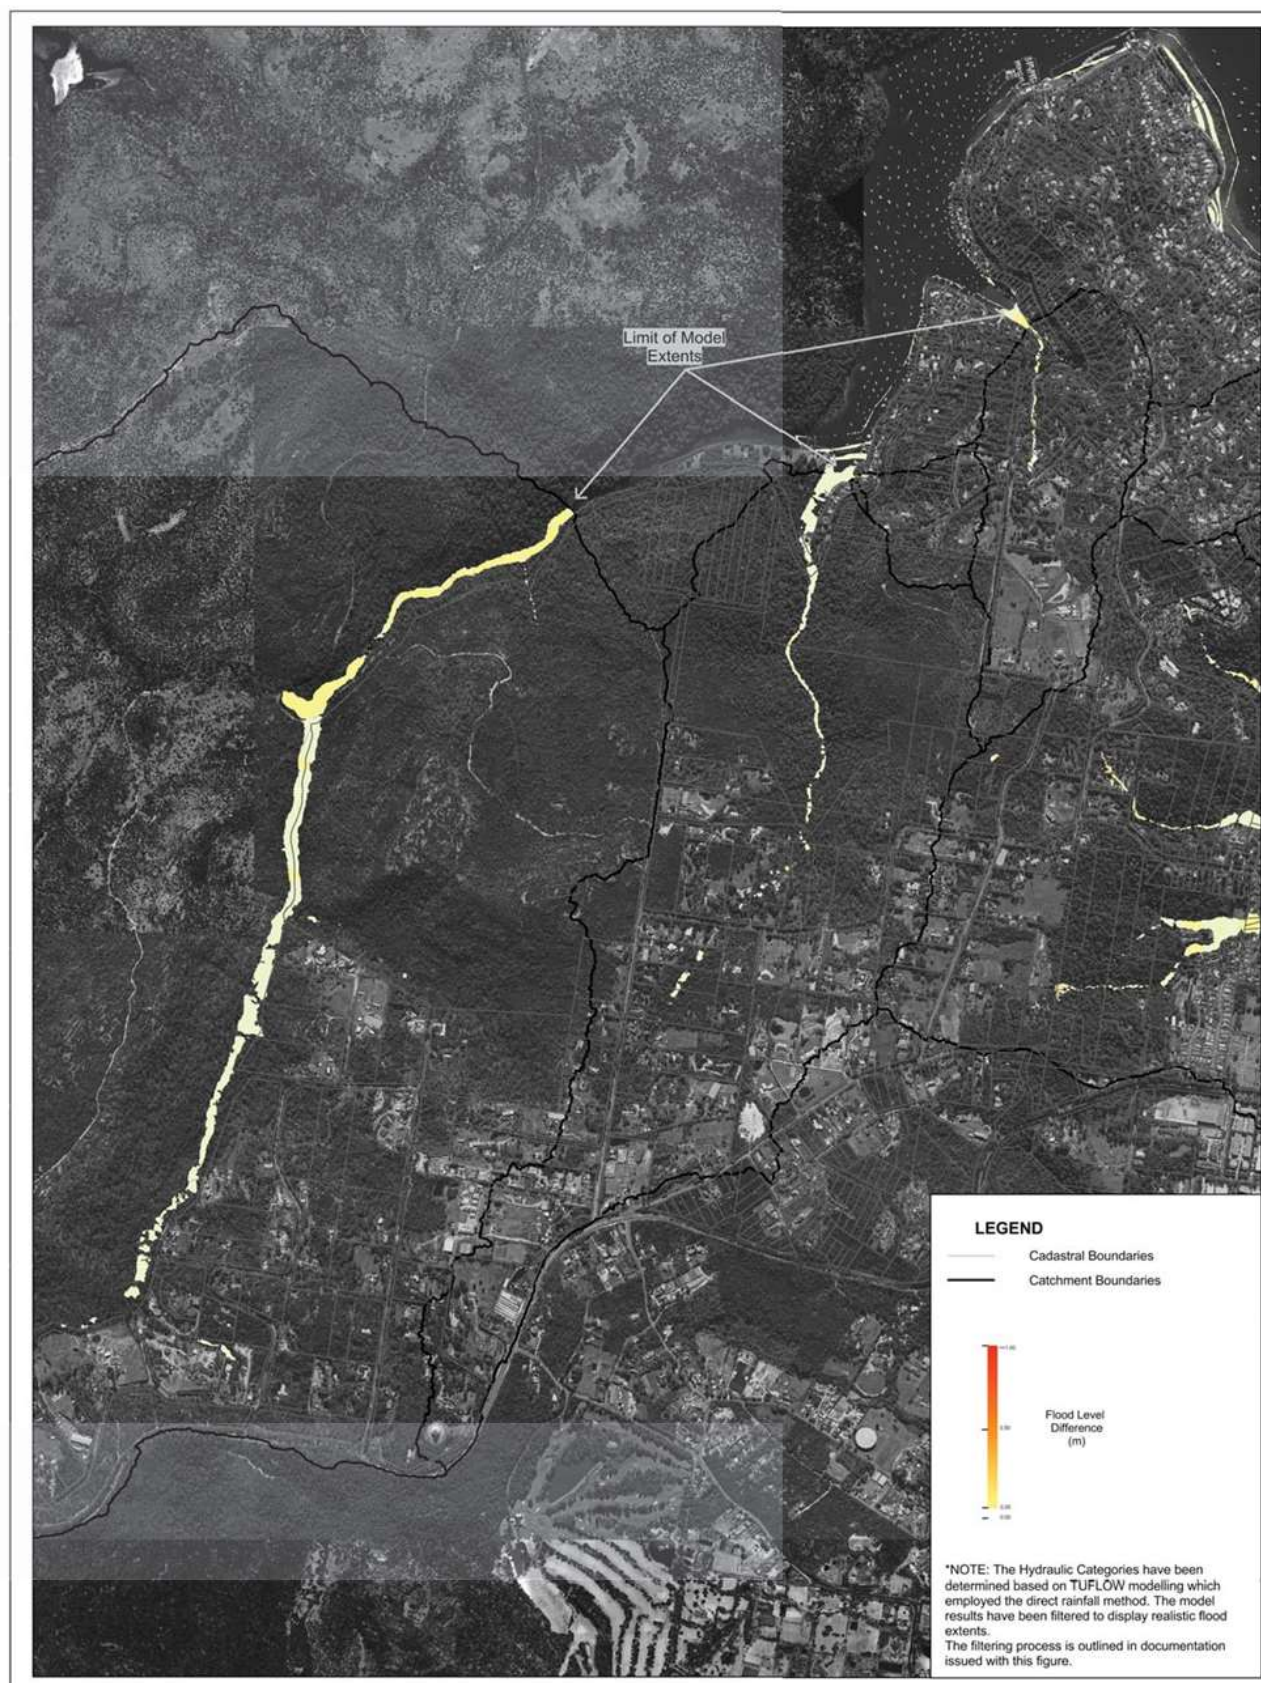 Limit of Model
Extents
LEGEND
Cadastral Boundaries
Catchment Boundaries
Flood Level
Difference
(m)
*NOTE: The Hydraulic Categories have been
determined based on TUFLOW modelling which
employed the direct rainfall method. The model
results have been filtered to display realistic flood
extents.
The filtering process is outlined in documentation
issued with this figure.